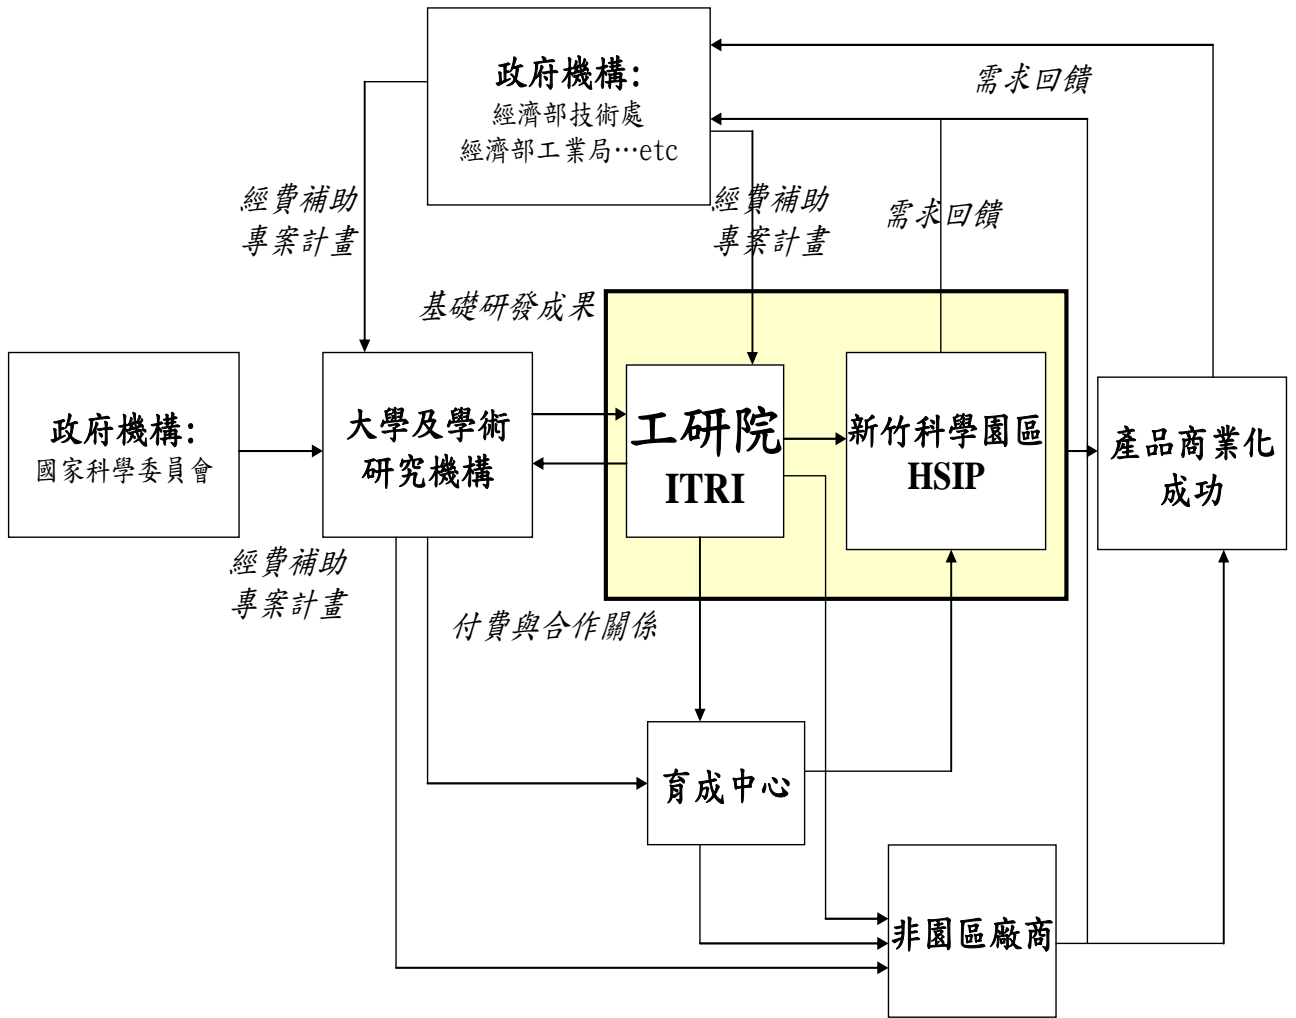 政府機構:
經濟部技術處
經濟部工業局…etc
需求回饋
經費補助
專案計畫
經費補助
專案計畫
需求回饋
基礎研發成果
政府機構:
國家科學委員會
大學及學術
研究機構
工研院
ITRI
新竹科學園區
HSIP
產品商業化
成功
經費補助
專案計畫
付費與合作關係
育成中心
非園區廠商